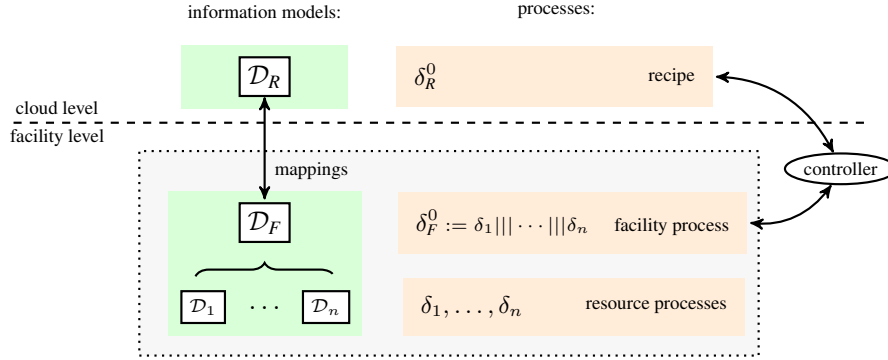 information models: processes:
𝒟_R δ_R^0 recipe
cloud level
facility level
mappings controller
𝒟_F δ_F^0 := δ_1||| ··· |||δ_n facility process
𝒟_1 ··· 𝒟_n δ_1, ..., δ_n resource processes